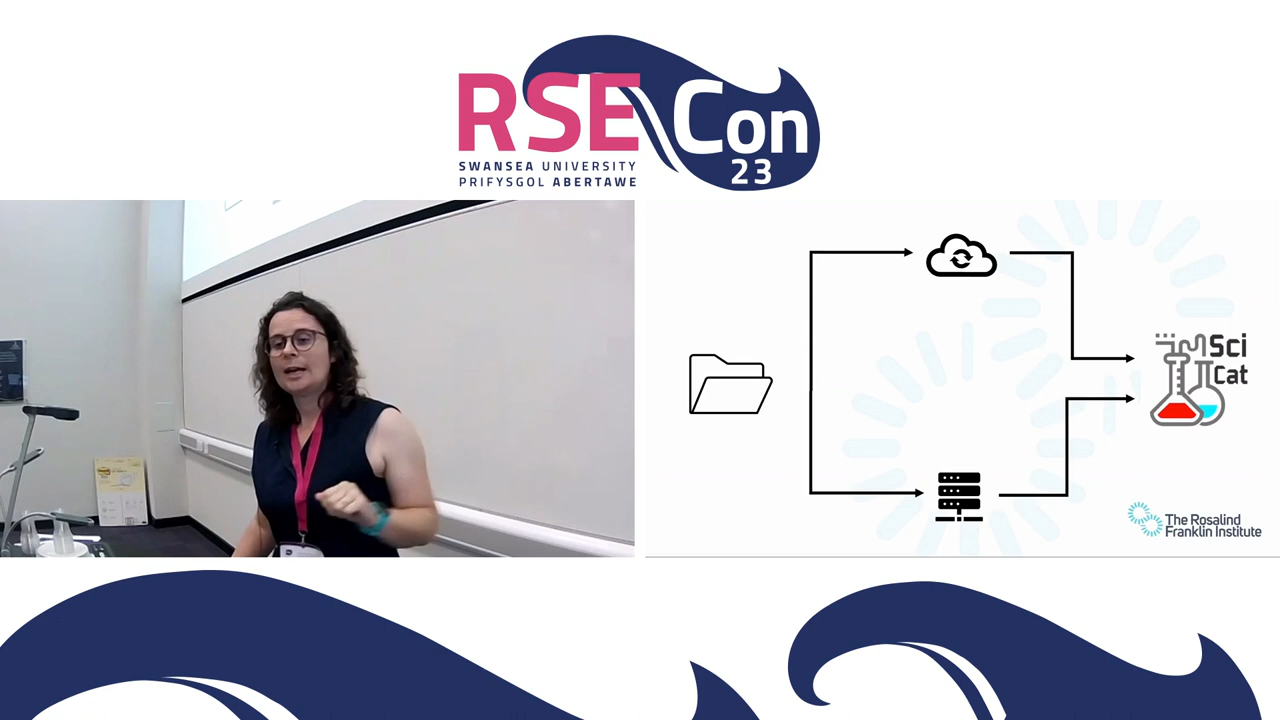 RSE Con
23
SWANSEA UNIVERSITY
PRIFYSGOL ABERTAWE
Sci
Cat
The Rosalind
Franklin Institute